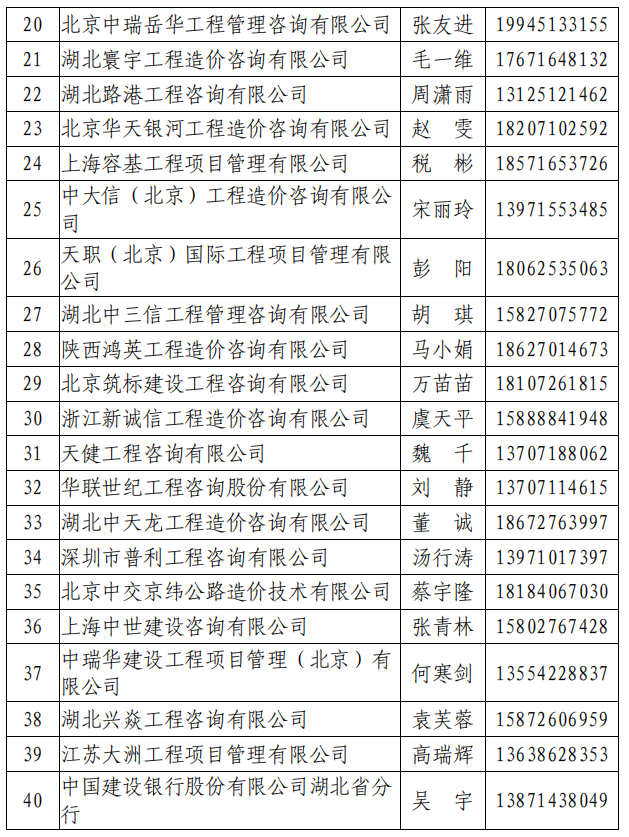 20 北京中瑞岳华工程管理咨询有限公司 张友进 19945133155
21 湖北寰宇工程造价咨询有限公司 毛一维 17671648132
22 湖北路港工程咨询有限公司 周潇雨 13125121462
23 北京华天银河工程造价咨询有限公司 赵 雯 18207102592
24 上海容基工程项目管理有限公司 税 彬 18571653726
25 中大信（北京）工程造价咨询有限公 宋丽玲 13971553485
司
26 天职（北京）国际工程项目管理有限 彭 阳 18062535063
公司
27 湖北中三信工程管理咨询有限公司 胡 琪 15827075772
28 陕西鸿英工程造价咨询有限公司 马小娟 18627014673
29 北京筑标建设工程咨询有限公司 万苗苗 18107261815
30 浙江新诚信工程造价咨询有限公司 虞天平 15888841948
31 天健工程咨询有限公司 魏 千 13707188062
32 华联世纪工程咨询股份有限公司 刘 静 13707114615
33 湖北中天龙工程造价咨询有限公司 董 诚 18672763997
34 深圳市普利工程咨询有限公司 汤行涛 13971017397
35 北京中交京纬公路造价技术有限公司 蔡宇隆 18184067030
36 上海中世建设咨询有限公司 张青林 15802767428
37 中瑞华建设工程项目管理（北京）有 何寒剑 13554228837
限公司
38 湖北兴焱工程咨询有限公司 袁芙蓉 15872606959
39 江苏大洲工程项目管理有限公司 高瑞辉 13638628353
40 中国建设银行股份有限公司湖北省分 吴 宇 13871438049
行